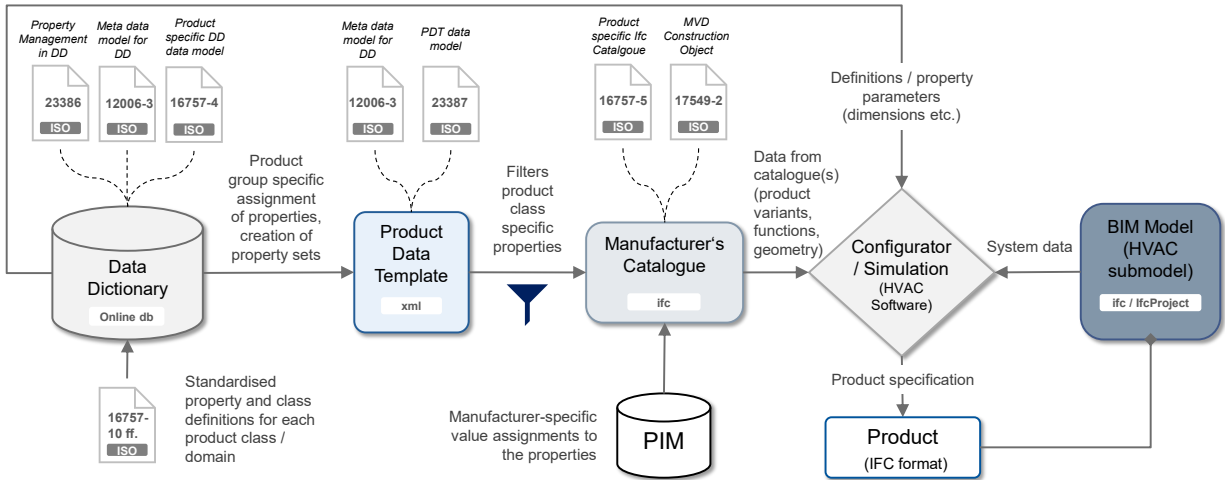 Property
Management
in DD
Meta data
model for
DD
Product
specific DD
data model
23386
ISO
12006-3
ISO
16757-4
ISO
Meta data
model for
DD
PDT data
model
12006-3
ISO
23387
ISO
Product
specific Ifc
Catalgoue
MVD
Construction
Object
16757-5
ISO
17549-2
ISO
Definitions / property
parameters
(dimensions etc.)
Product
group specific
assignment
of properties,
creation of
property sets
Filters
product
class
specific
properties
Data from
catalogue(s)
(product
variants,
functions,
geometry)
Data
Dictionary
Online db
Product
Data
Template
xml
Manufacturer‘s
Catalogue
ifc
Configurator
/ Simulation
(HVAC
Software)
System data
BIM Model
(HVAC
submodel)
ifc / IfcProject
16757-
10 ff.
ISO
Standardised
property and class
definitions for each
product class /
domain
Manufacturer-specific
value assignments to
the properties
PIM
Product specification
Product
(IFC format)